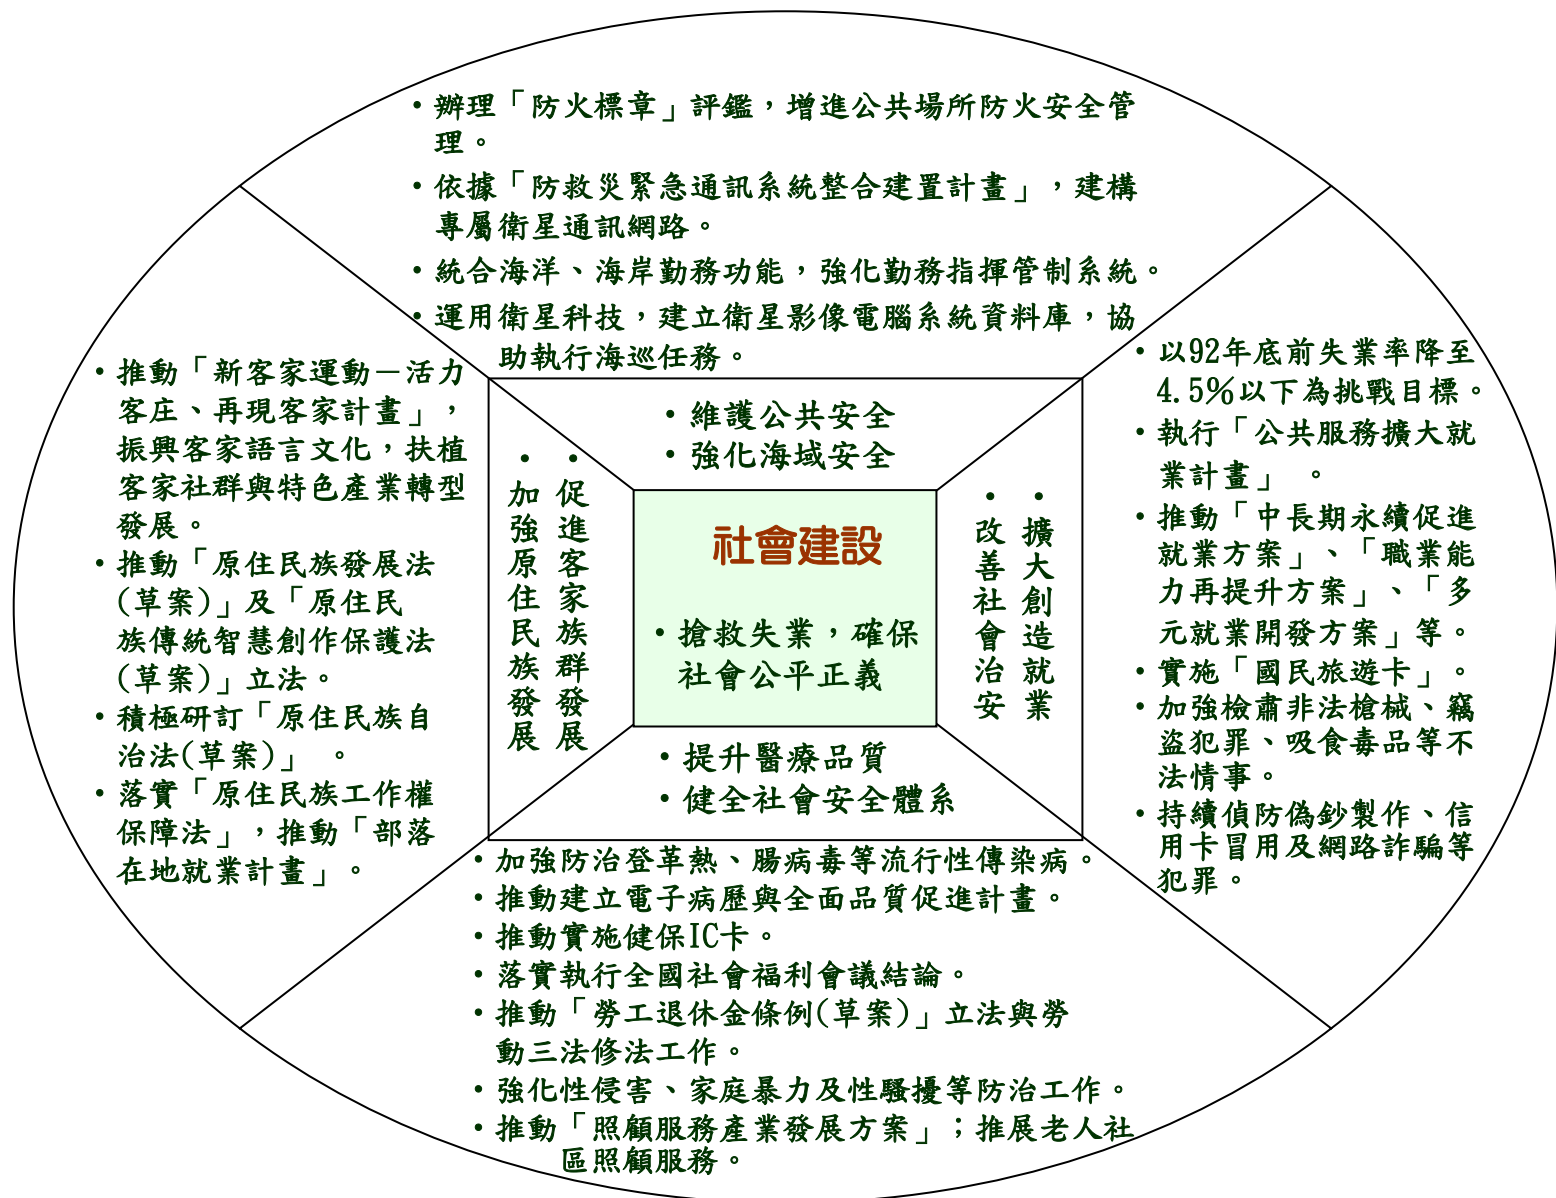 ・辦理「防火標章」評鑑，增進公共場所防火安全管
理。
・依據「防救災緊急通訊系統整合建置計畫」，建構
專屬衛星通訊網路。
・統合海洋、海岸勤務功能，強化勤務指揮管制系統。
・運用衛星科技，建立衛星影像電腦系統資料庫，協
助執行海巡任務。
・維護公共安全
・強化海域安全
・推動「新客家運動－活力
客庄、再現客家計畫」，
振興客家語言文化，扶植
客家社群與特色產業轉型
發展。
・推動「原住民族發展法
(草案)」及「原住民
族傳統智慧創作保護法
(草案)」立法。
・積極研訂「原住民族自
治法(草案)」 。
・落實「原住民族工作權
保障法」，推動「部落
在地就業計畫」。
・促進客家族群發展
・加強原住民族發展
社會建設
・搶救失業，確保
社會公平正義
・擴大創造就業
・改善社會治安
・以92年底前失業率降至
4.5%以下為挑戰目標。
・執行「公共服務擴大就
業計畫」 。
・推動「中長期永續促進
就業方案」、「職業能
力再提升方案」、「多
元就業開發方案」等。
・實施「國民旅遊卡」。
・加強檢肅非法槍械、竊
盜犯罪、吸食毒品等不
法情事。
・持續偵防偽鈔製作、信
用卡冒用及網路詐騙等
犯罪。
・提升醫療品質
・健全社會安全體系
・加強防治登革熱、腸病毒等流行性傳染病。
・推動建立電子病歷與全面品質促進計畫。
・推動實施健保IC卡。
・落實執行全國社會福利會議結論。
・推動「勞工退休金條例(草案)」立法與勞
動三法修法工作。
・強化性侵害、家庭暴力及性騷擾等防治工作。
・推動「照顧服務產業發展方案」；推展老人社
區照顧服務。